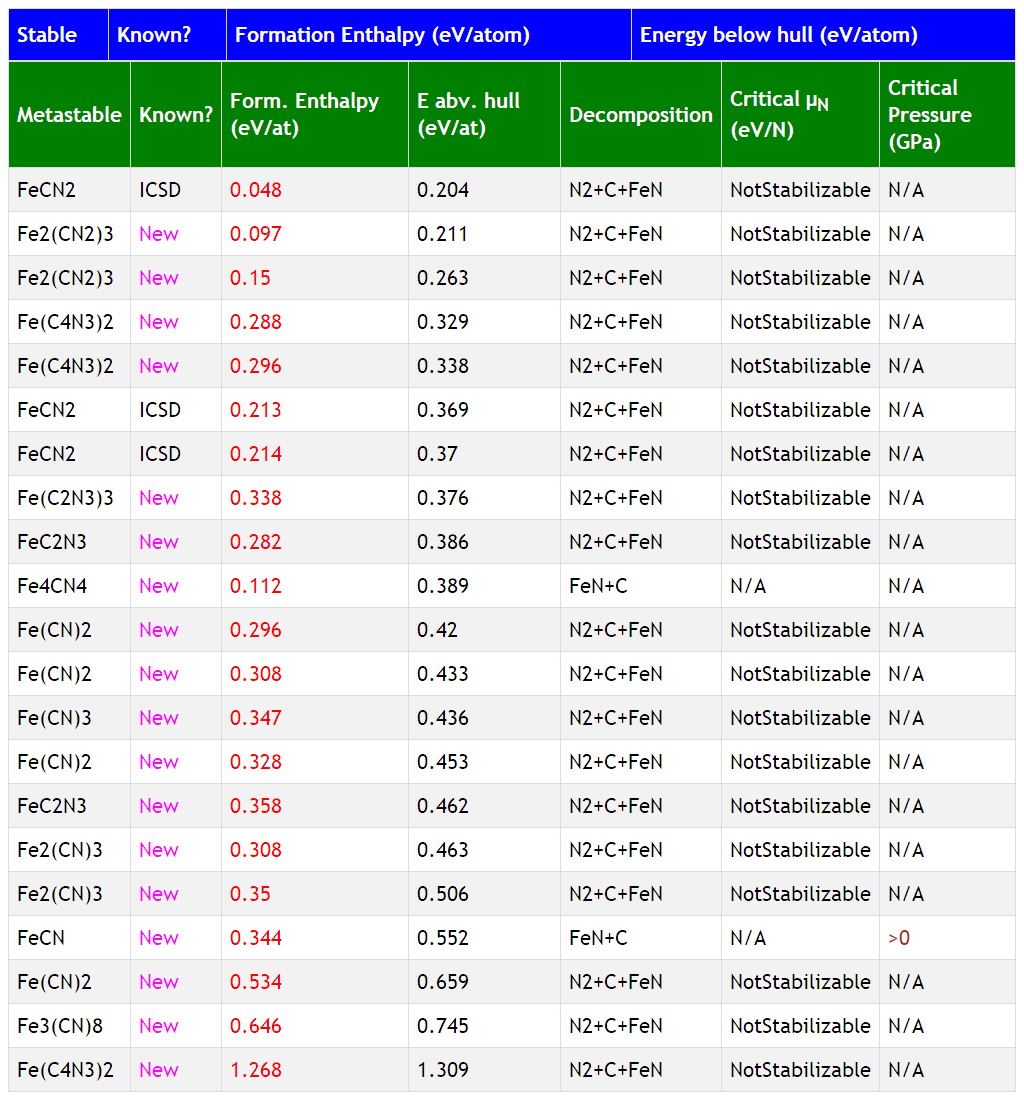 Stable Known? Formation Enthalpy (eV/atom) Energy below hull (eV/atom)
Metastable Known? Form. Enthalpy (eV/at) E abv. hull (eV/at) Decomposition Critical μN (eV/N) Critical Pressure (GPa)
FeCN2 ICSD 0.048 0.204 N2+C+FeN NotStabilizable N/A
Fe2(CN2)3 New 0.097 0.211 N2+C+FeN NotStabilizable N/A
Fe2(CN2)3 New 0.15 0.263 N2+C+FeN NotStabilizable N/A
Fe(C4N3)2 New 0.288 0.329 N2+C+FeN NotStabilizable N/A
Fe(C4N3)2 New 0.296 0.338 N2+C+FeN NotStabilizable N/A
FeCN2 ICSD 0.213 0.369 N2+C+FeN NotStabilizable N/A
FeCN2 ICSD 0.214 0.37 N2+C+FeN NotStabilizable N/A
Fe(C2N3)3 New 0.338 0.376 N2+C+FeN NotStabilizable N/A
FeC2N3 New 0.282 0.386 N2+C+FeN NotStabilizable N/A
Fe4CN4 New 0.112 0.389 FeN+C N/A N/A
Fe(CN)2 New 0.296 0.42 N2+C+FeN NotStabilizable N/A
Fe(CN)2 New 0.308 0.433 N2+C+FeN NotStabilizable N/A
Fe(CN)3 New 0.347 0.436 N2+C+FeN NotStabilizable N/A
Fe(CN)2 New 0.328 0.453 N2+C+FeN NotStabilizable N/A
FeC2N3 New 0.358 0.462 N2+C+FeN NotStabilizable N/A
Fe2(CN)3 New 0.308 0.463 N2+C+FeN NotStabilizable N/A
Fe2(CN)3 New 0.35 0.506 N2+C+FeN NotStabilizable N/A
FeCN New 0.344 0.552 FeN+C N/A >0
Fe(CN)2 New 0.534 0.659 N2+C+FeN NotStabilizable N/A
Fe3(CN)8 New 0.646 0.745 N2+C+FeN NotStabilizable N/A
Fe(C4N3)2 New 1.268 1.309 N2+C+FeN NotStabilizable N/A